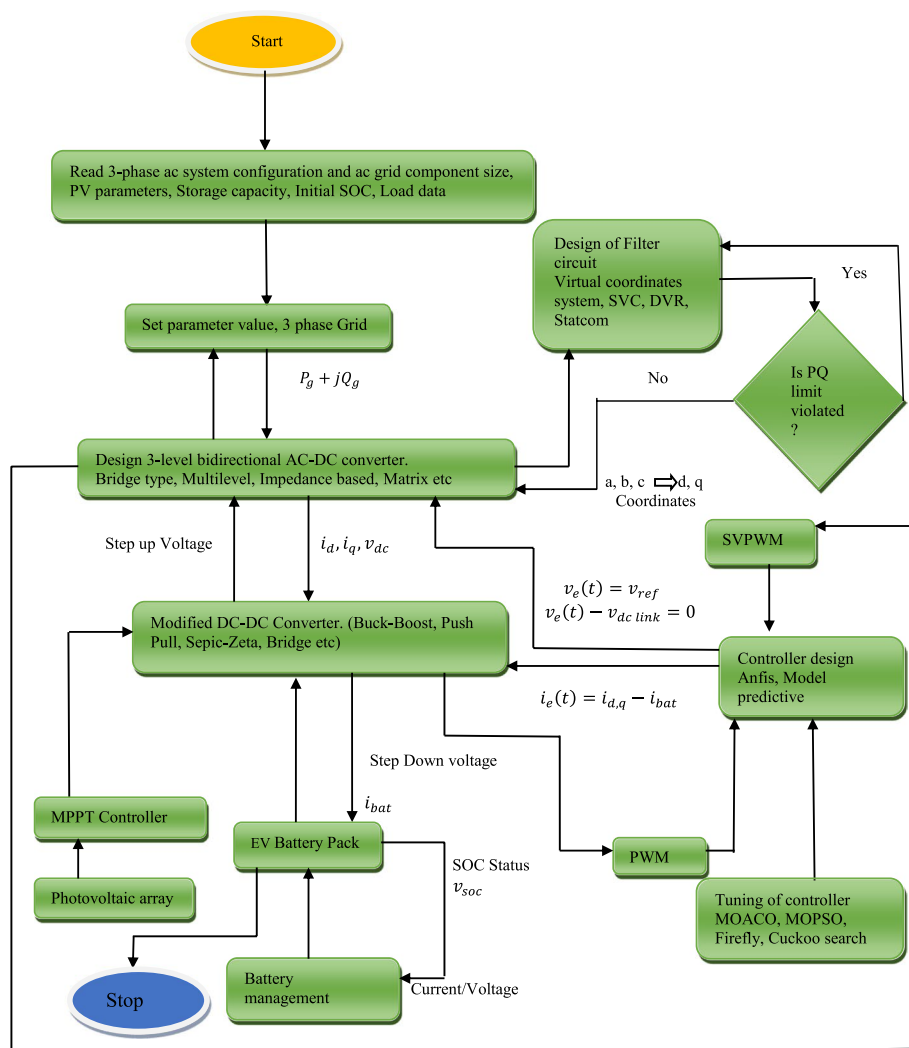 Start
Read 3-phase ac system configuration and ac grid component size,
PV parameters, Storage capacity, Initial SOC, Load data
Design of Filter
circuit
Virtual coordinates
system, SVC, DVR,
Statcom
Yes
Set parameter value, 3 phase Grid
P_g + jQ_g
No
Is PQ
limit
violated
?
Design 3-level bidirectional AC-DC converter.
Bridge type, Multilevel, Impedance based, Matrix etc
a, b, c ⇨ d, q
Coordinates
Step up Voltage
i_d, i_q, v_dc
SVPWM
v_e(t) = v_ref
v_e(t) − v_dc link = 0
Modified DC-DC Converter. (Buck-Boost, Push
Pull, Sepic-Zeta, Bridge etc)
Controller design
Anfis, Model
predictive
i_e(t) = i_d,q − i_bat
Step Down voltage
i_bat
MPPT Controller
EV Battery Pack
SOC Status
v_soc
PWM
Photovoltaic array
Tuning of controller
MOACO, MOPSO,
Firefly, Cuckoo search
Stop
Battery
management
Current/Voltage